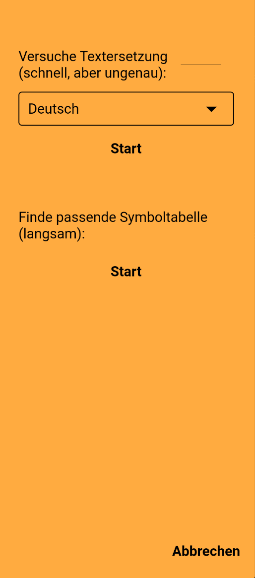 Versuche Textersetzung
(schnell, aber ungenau):
Deutsch
Start
Finde passende Symboltabelle
(langsam):
Start
Abbrechen